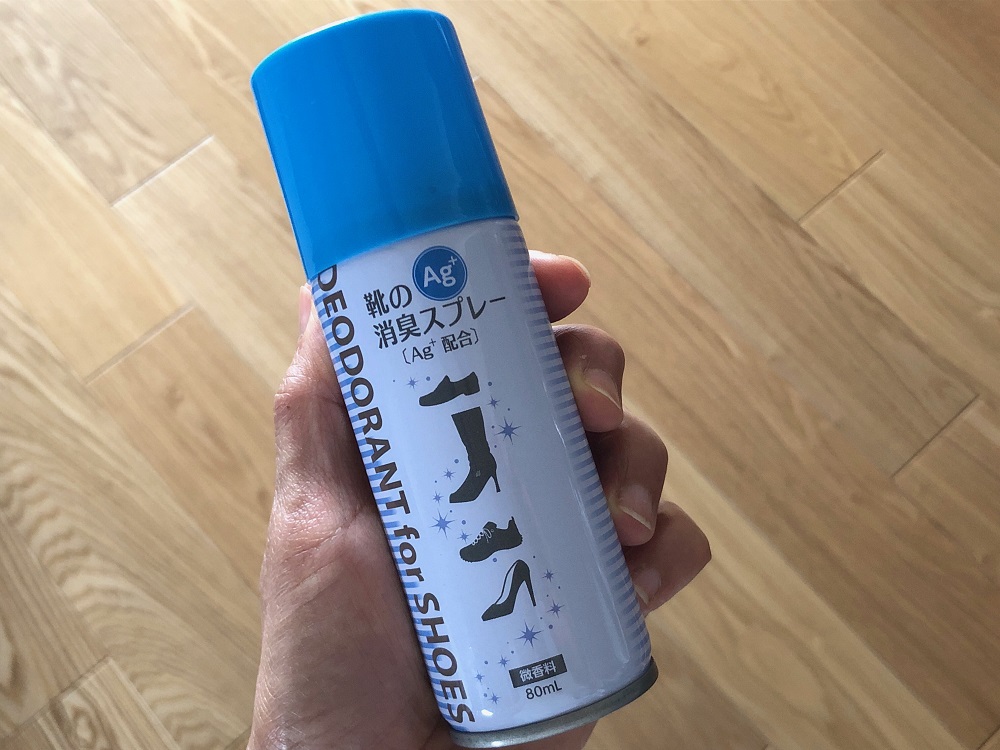 Ag+
靴の
消臭スプレー
〔Ag+ 配合〕
DEODORANT for SHOES
微香料
80mL